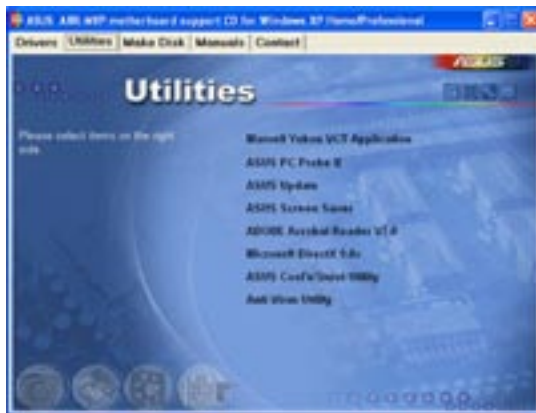 ASUS motherboard support CD for Windows XP Home/Professional
Drivers Utilities Make Disk Manuals Contact
ASUS
Utilities
Please select items on the right
side.
Marvell Yukon VCT Application
ASUS PC Probe II
ASUS Update
ASUS Screen Saver
ADOBE Acrobat Reader V7.0
Microsoft DirectX 9.0c
ASUS Cool'n'Quiet Utility
Anti Virus Utility